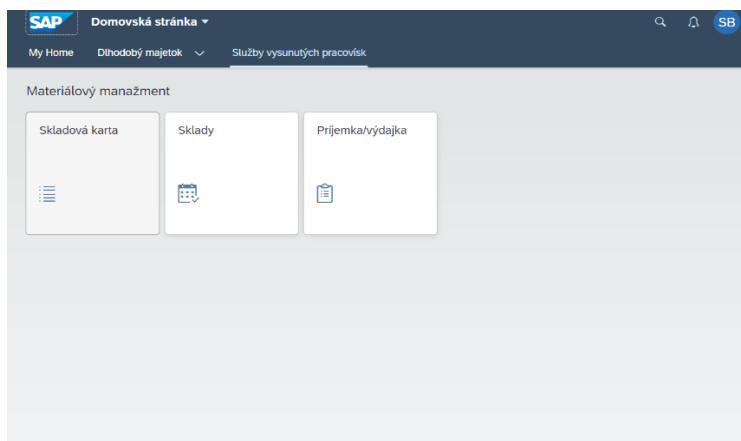 SAP Domovská stránka SB
My Home Dlhodobý majetok Služby vysunutých pracovísk
Materiálový manažment
Skladová karta Sklady Príjemka/výdajka